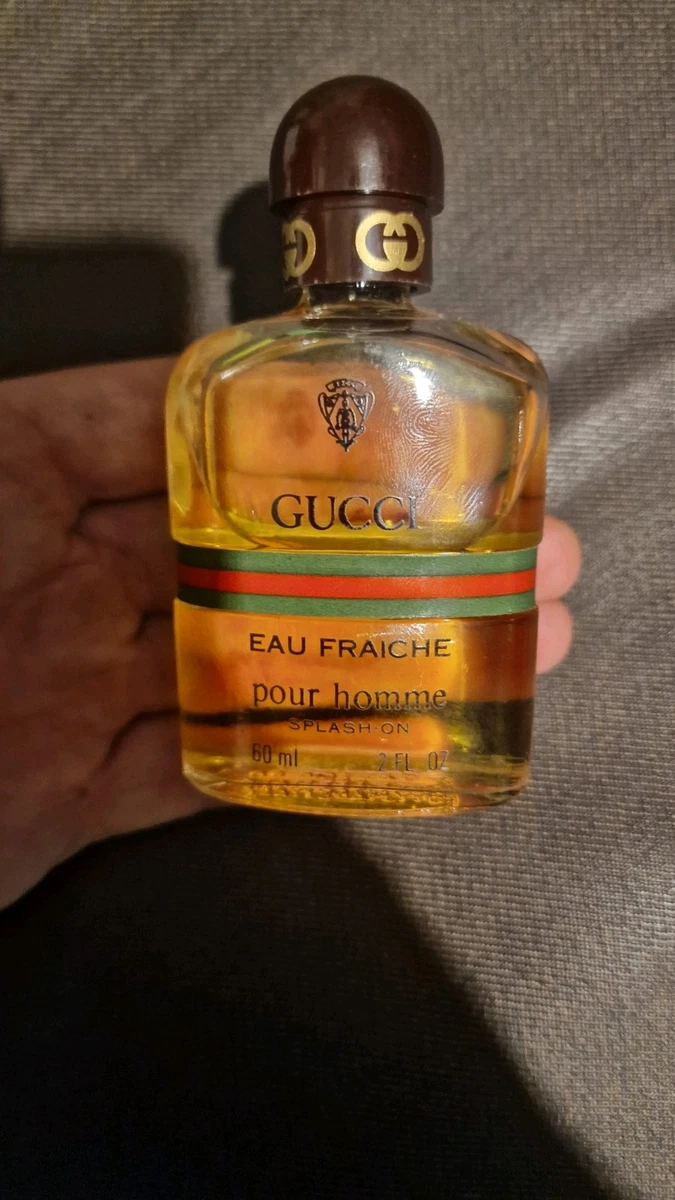 GUCCI
EAU FRAICHE
pour homme
SPLASH-ON
60 ml 2 FL OZ